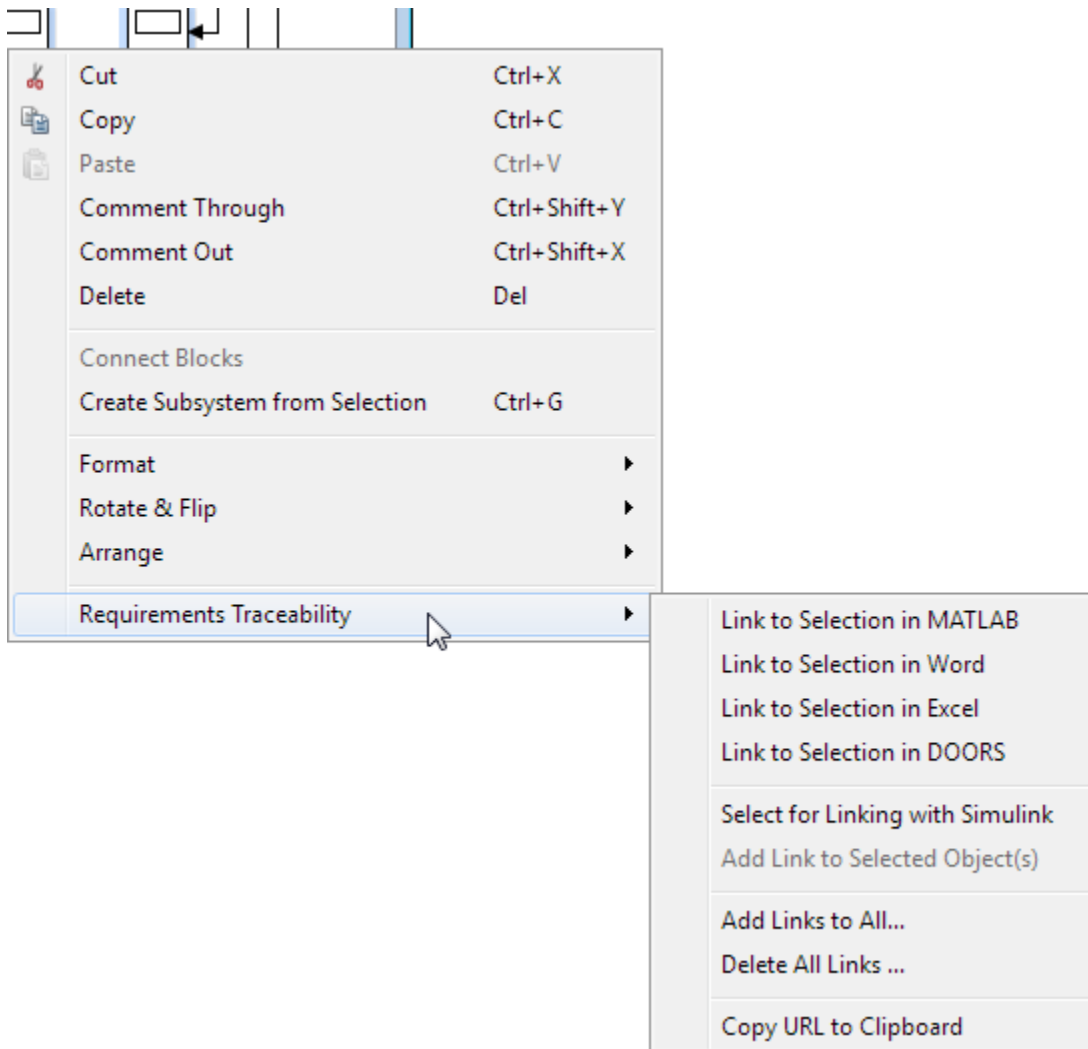 Cut Ctrl+X
Copy Ctrl+C
Paste Ctrl+V
Comment Through Ctrl+Shift+Y
Comment Out Ctrl+Shift+X
Delete Del
Connect Blocks
Create Subsystem from Selection Ctrl+G
Format
Rotate & Flip
Arrange
Requirements Traceability
Link to Selection in MATLAB
Link to Selection in Word
Link to Selection in Excel
Link to Selection in DOORS
Select for Linking with Simulink
Add Link to Selected Object(s)
Add Links to All...
Delete All Links ...
Copy URL to Clipboard